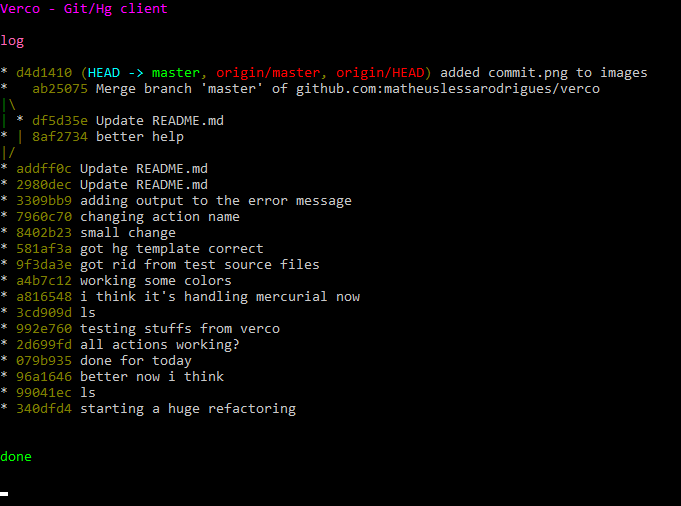 Verco - Git/Hg client
log
* d4d1410 (HEAD -> master, origin/master, origin/HEAD) added commit.png to images
*   ab25075 Merge branch 'master' of github.com:matheuslessarodrigues/verco
|\
| * df5d35e Update README.md
* | 8af2734 better help
|/
* addff0c Update README.md
* 2980dec Update README.md
* 3309bb9 adding output to the error message
* 7960c70 changing action name
* 8402b23 small change
* 581af3a got hg template correct
* 9f3da3e got rid from test source files
* a4b7c12 working some colors
* a816548 i think it's handling mercurial now
* 3cd909d ls
* 992e760 testing stuffs from verco
* 2d699fd all actions working?
* 079b935 done for today
* 96a1646 better now i think
* 99041ec ls
* 340dfd4 starting a huge refactoring
done